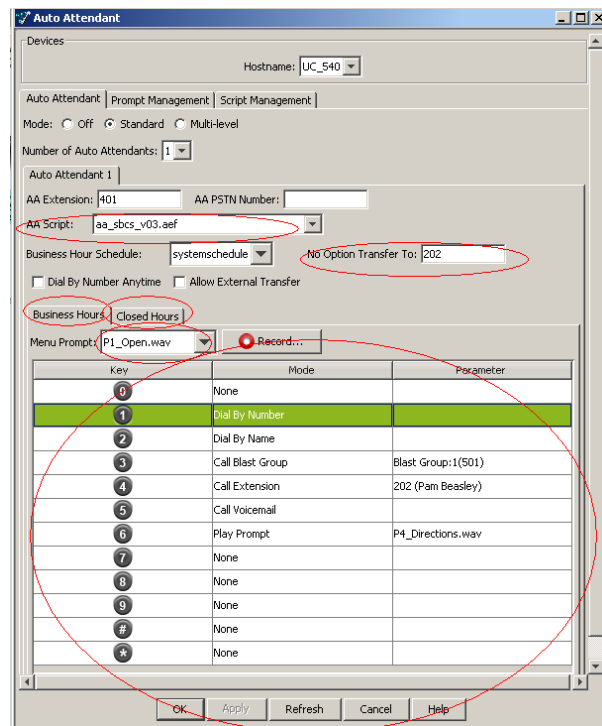 Auto Attendant
Devices
Hostname: UC_540
Auto Attendant Prompt Management Script Management
Mode: Off Standard Multi-level
Number of Auto Attendants: 1
Auto Attendant 1
AA Extension: 401 AA PSTN Number:
AA Script: aa_sbcs_v03.aef
Business Hour Schedule: systemschedule No Option Transfer To: 202
Dial By Number Anytime Allow External Transfer
Business Hours Closed Hours
Menu Prompt: P1_Open.wav Record...
Key Mode Parameter
0 None
1 Dial By Number
2 Dial By Name
3 Call Blast Group Blast Group:1(501)
4 Call Extension 202 (Pam Beasley)
5 Call Voicemail
6 Play Prompt P4_Directions.wav
7 None
8 None
9 None
# None
* None
OK Apply Refresh Cancel Help